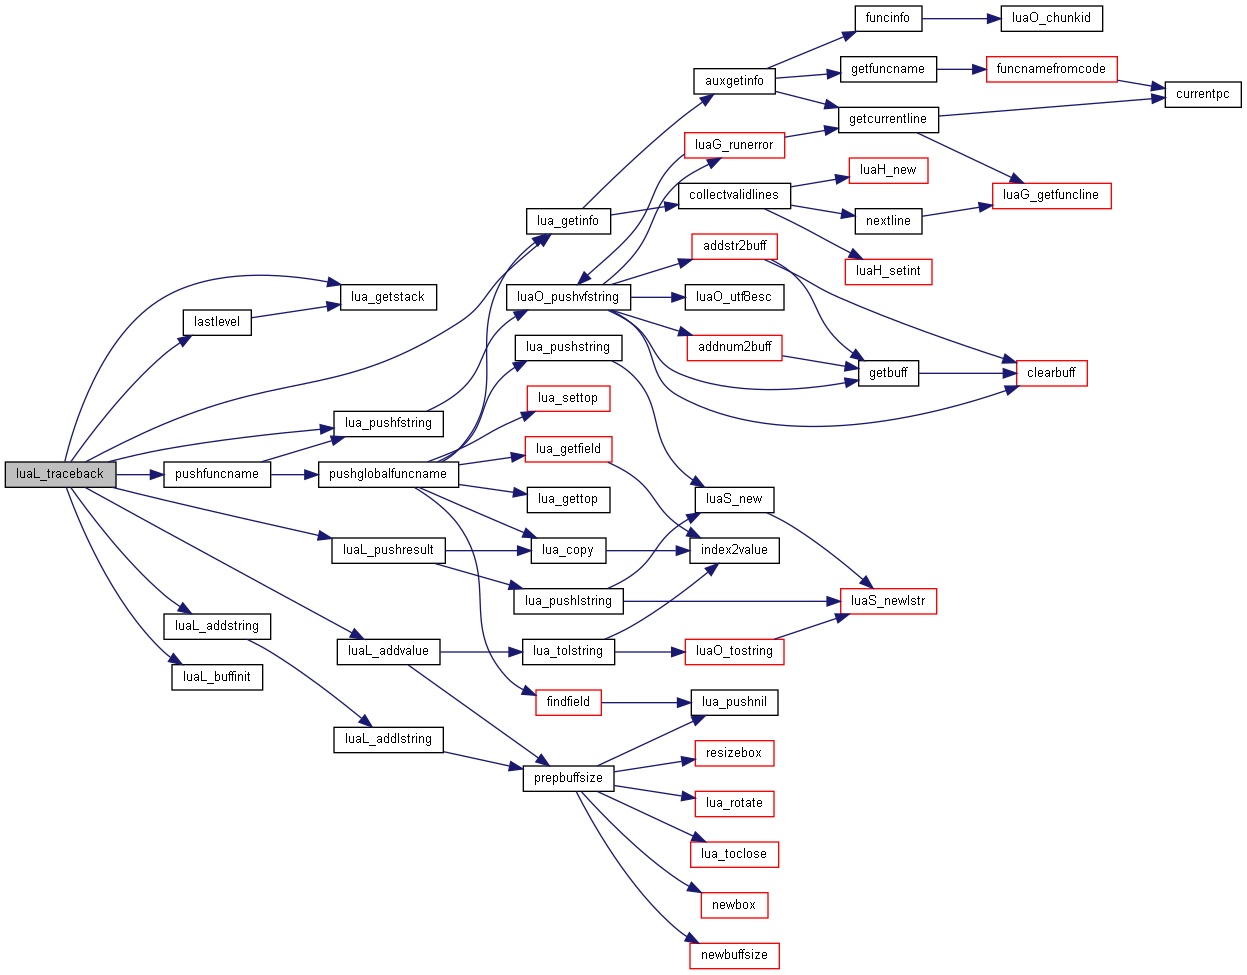 funcinfo
luaO_chunkid
getfuncname
funcnamefromcode
auxgetinfo
currentpc
getcurrentline
luaG_runerror
luaH_new
collectvalidlines
luaG_getfuncline
nextline
lua_getinfo
addstr2buff
luaH_setint
lua_getstack
luaO_pushvfstring
luaO_utf8esc
lastlevel
lua_pushstring
addnum2buff
getbuff
clearbuff
lua_settop
lua_pushfstring
lua_getfield
luaL_traceback
pushfuncname
pushglobalfuncname
lua_gettop
luaS_new
luaL_pushresult
lua_copy
index2value
lua_pushlstring
luaS_newlstr
luaL_addstring
luaL_addvalue
lua_tolstring
luaO_tostring
luaL_buffinit
findfield
lua_pushnil
luaL_addlstring
resizebox
prepbuffsize
lua_rotate
lua_toclose
newbox
newbuffsize